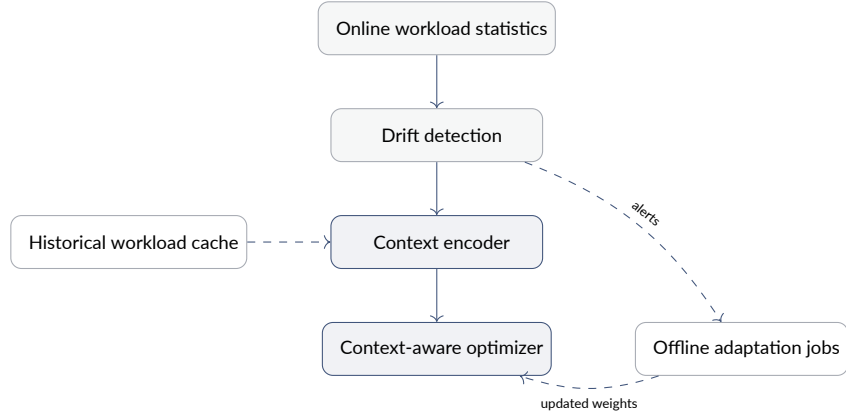 Online workload statistics
Drift detection
alerts
Historical workload cache
Context encoder
Context-aware optimizer
Offline adaptation jobs
updated weights